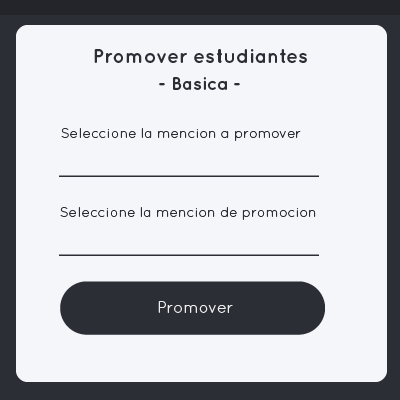 Promover estudiantes
- Basica -
Seleccione la mencion a promover
Seleccione la mencion de promocion
Promover